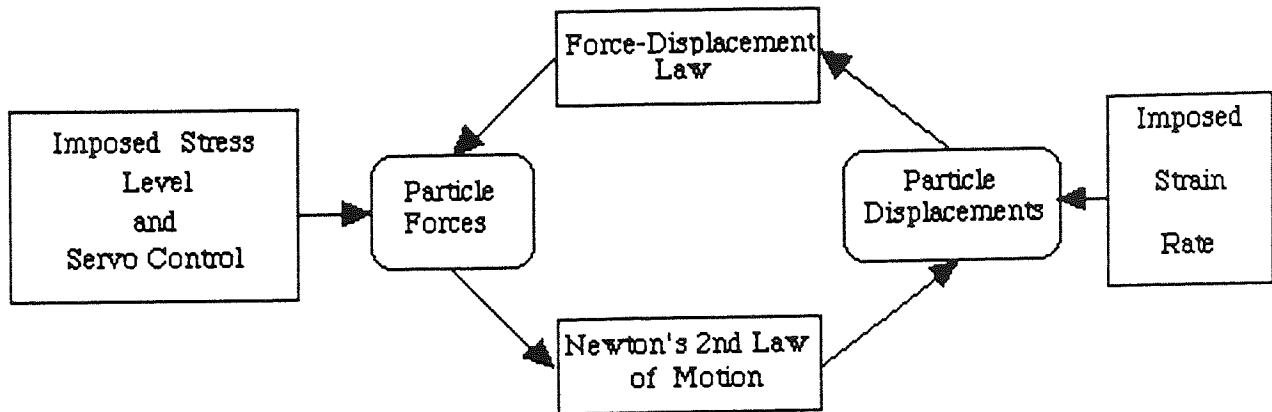 Force-Displacement
Law
Imposed Stress
Level
and
Servo Control
Particle
Forces
Particle
Displacements
Imposed
Strain
Rate
Newton's 2nd Law
of Motion